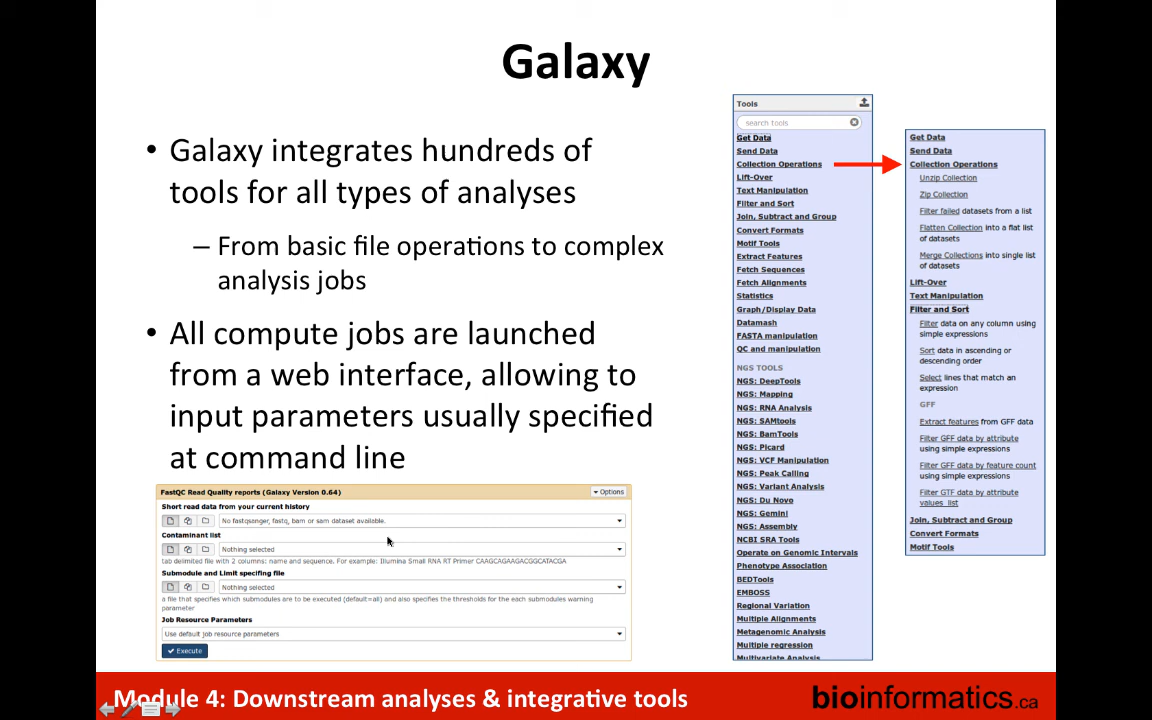 Galaxy
• Galaxy integrates hundreds of
tools for all types of analyses
– From basic file operations to complex
analysis jobs
• All compute jobs are launched
from a web interface, allowing to
input parameters usually specified
at command line
FastQC Read Quality reports (Galaxy Version 0.64)
Options
Short read data from your current history
No fastqsanger, fastq, bam or sam dataset available.
Contaminant list
Nothing selected
tab delimited file with 2 columns: name and sequence. For example: Illumina Small RNA RT Primer CAAGCAGAAGACGGCATACGA
Submodule and Limit specifing file
Nothing selected
a file that specifies which submodules are to be executed (default=all) and also specifies the thresholds for the each submodules warning
parameter
Job Resource Parameters
Use default job resource parameters
Execute
Tools
search tools
Get Data
Send Data
Collection Operations
Lift-Over
Text Manipulation
Filter and Sort
Join, Subtract and Group
Convert Formats
Motif Tools
Extract Features
Fetch Sequences
Fetch Alignments
Statistics
Graph/Display Data
Datamash
FASTA manipulation
QC and manipulation
NGS TOOLS
NGS: DeepTools
NGS: Mapping
NGS: RNA Analysis
NGS: SAMtools
NGS: BamTools
NGS: Picard
NGS: VCF Manipulation
NGS: Peak Calling
NGS: Variant Analysis
NGS: Du Novo
NGS: Gemini
NGS: Assembly
NCBI SRA Tools
Operate on Genomic Intervals
Phenotype Association
BEDTools
EMBOSS
Regional Variation
Multiple Alignments
Metagenomic Analysis
Multiple regression
Multivariate Analysis
Get Data
Send Data
Collection Operations
Unzip Collection
Zip Collection
Filter failed datasets from a list
Flatten Collection into a flat list
of datasets
Merge Collections into single list
of datasets
Lift-Over
Text Manipulation
Filter and Sort
Filter data on any column using
simple expressions
Sort data in ascending or
descending order
Select lines that match an
expression
GFF
Extract features from GFF data
Filter GFF data by attribute
using simple expressions
Filter GFF data by feature count
using simple expressions
Filter GTF data by attribute
values_list
Join, Subtract and Group
Convert Formats
Motif Tools
Module 4: Downstream analyses & integrative tools
bioinformatics.ca